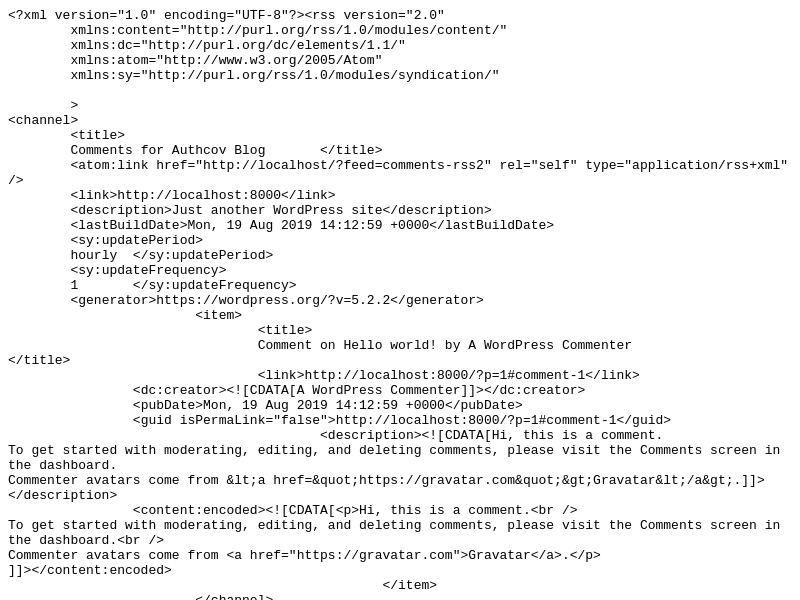 <?xml version="1.0" encoding="UTF-8"?><rss version="2.0"
	xmlns:content="http://purl.org/rss/1.0/modules/content/"
	xmlns:dc="http://purl.org/dc/elements/1.1/"
	xmlns:atom="http://www.w3.org/2005/Atom"
	xmlns:sy="http://purl.org/rss/1.0/modules/syndication/"
	>
<channel>
	<title>
	Comments for Authcov Blog	</title>
	<atom:link href="http://localhost/?feed=comments-rss2" rel="self" type="application/rss+xml"
/>
	<link>http://localhost:8000</link>
	<description>Just another WordPress site</description>
	<lastBuildDate>Mon, 19 Aug 2019 14:12:59 +0000</lastBuildDate>
	<sy:updatePeriod>
	hourly	</sy:updatePeriod>
	<sy:updateFrequency>
	1	</sy:updateFrequency>
	<generator>https://wordpress.org/?v=5.2.2</generator>
			<item>
				<title>
				Comment on Hello world! by A WordPress Commenter
</title>
				<link>http://localhost:8000/?p=1#comment-1</link>
		<dc:creator><![CDATA[A WordPress Commenter]]></dc:creator>
		<pubDate>Mon, 19 Aug 2019 14:12:59 +0000</pubDate>
		<guid isPermaLink="false">http://localhost:8000/?p=1#comment-1</guid>
					<description><![CDATA[Hi, this is a comment.
To get started with moderating, editing, and deleting comments, please visit the Comments screen in
the dashboard.
Commenter avatars come from &lt;a href=&quot;https://gravatar.com&quot;&gt;Gravatar&lt;/a&gt;.]]>
</description>
		<content:encoded><![CDATA[<p>Hi, this is a comment.<br />
To get started with moderating, editing, and deleting comments, please visit the Comments screen in
the dashboard.<br />
Commenter avatars come from <a href="https://gravatar.com">Gravatar</a>.</p>
]]></content:encoded>
						</item>
			</channel>